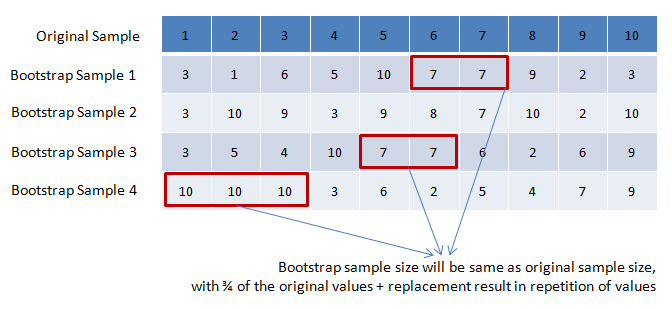 Original Sample 1 2 3 4 5 6 7 8 9 10
Bootstrap Sample 1 3 1 6 5 10 7 7 9 2 3
Bootstrap Sample 2 3 10 9 3 9 8 7 10 2 10
Bootstrap Sample 3 3 5 4 10 7 7 6 2 6 9
Bootstrap Sample 4 10 10 10 3 6 2 5 4 7 9
Bootstrap sample size will be same as original sample size,
with ¾ of the original values + replacement result in repetition of values